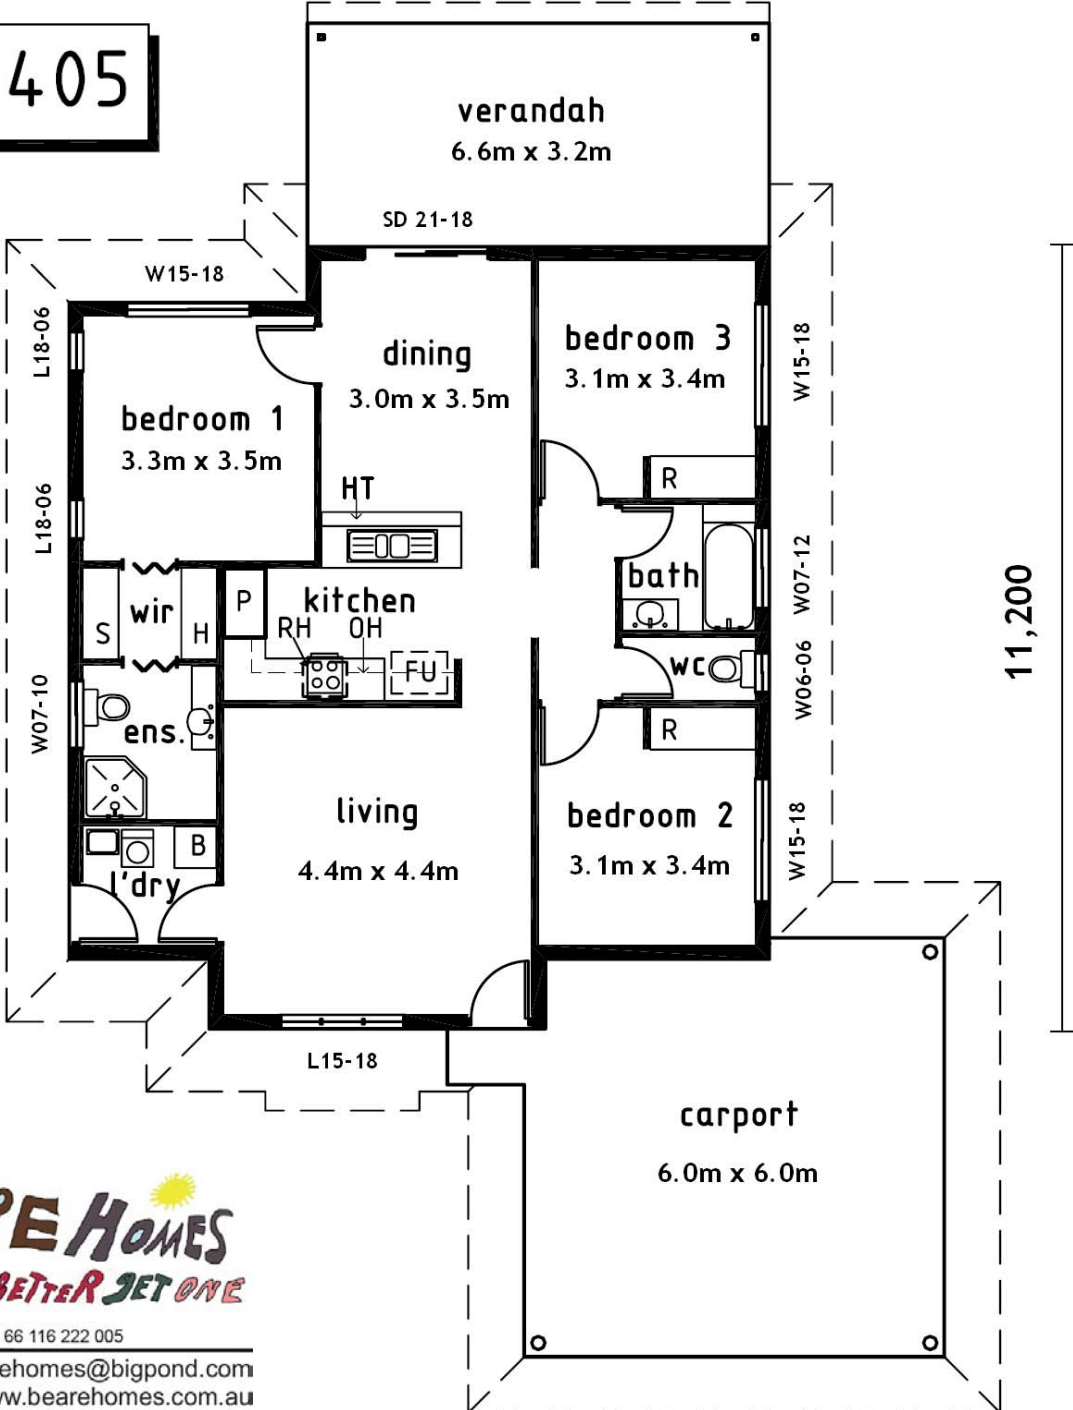 405
verandah
6.6m x 3.2m
SD 21-18
W15-18
L18-06
dining
3.0m x 3.5m
bedroom 3
3.1m x 3.4m
W15-18
bedroom 1
3.3m x 3.5m
R
HT
L18-06
bath
W07-12
11,200
wir
S
H
P
kitchen
RH
OH
FU
wc
W06-06
W07-10
ens.
R
living
4.4m x 4.4m
bedroom 2
3.1m x 3.4m
W15-18
B
l'dry
L15-18
carport
6.0m x 6.0m
HOMES
BETTER GET ONE
66 116 222 005
ehomes@bigpond.com
w.bearehomes.com.au